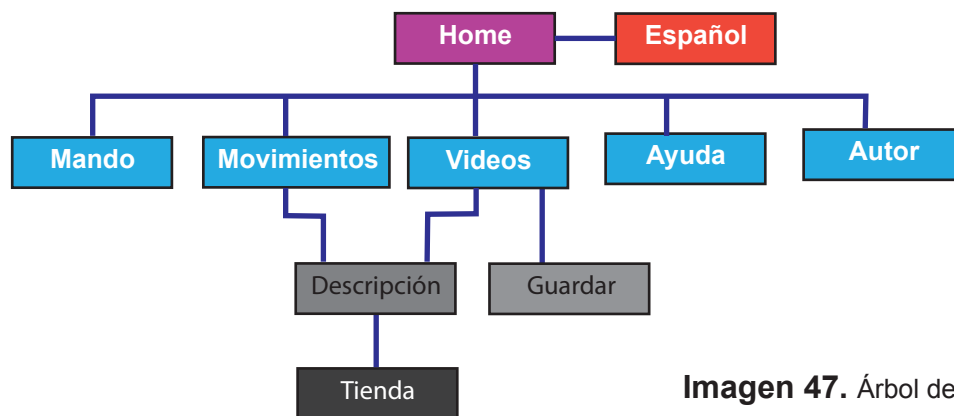 Home Español
Mando Movimientos Videos Ayuda Autor
Descripción Guardar
Tienda
Imagen 47. Árbol de